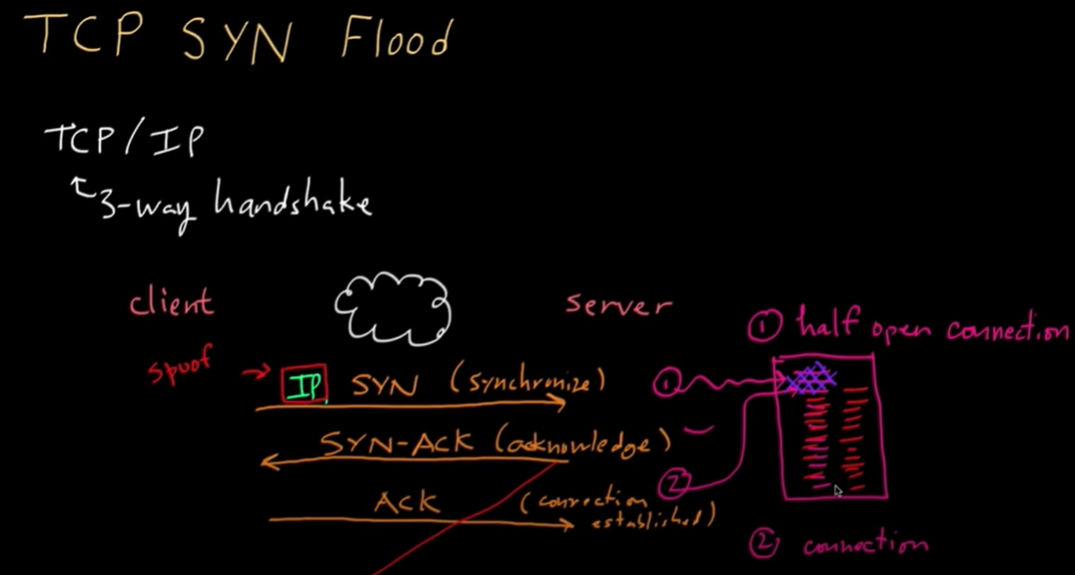 TCP SYN Flood
TCP/IP
3-way handshake
client
server
① half open connection
spoof
IP SYN (synchronize)
①
SYN-ACK (acknowledge)
②
ACK (connection established)
② connection